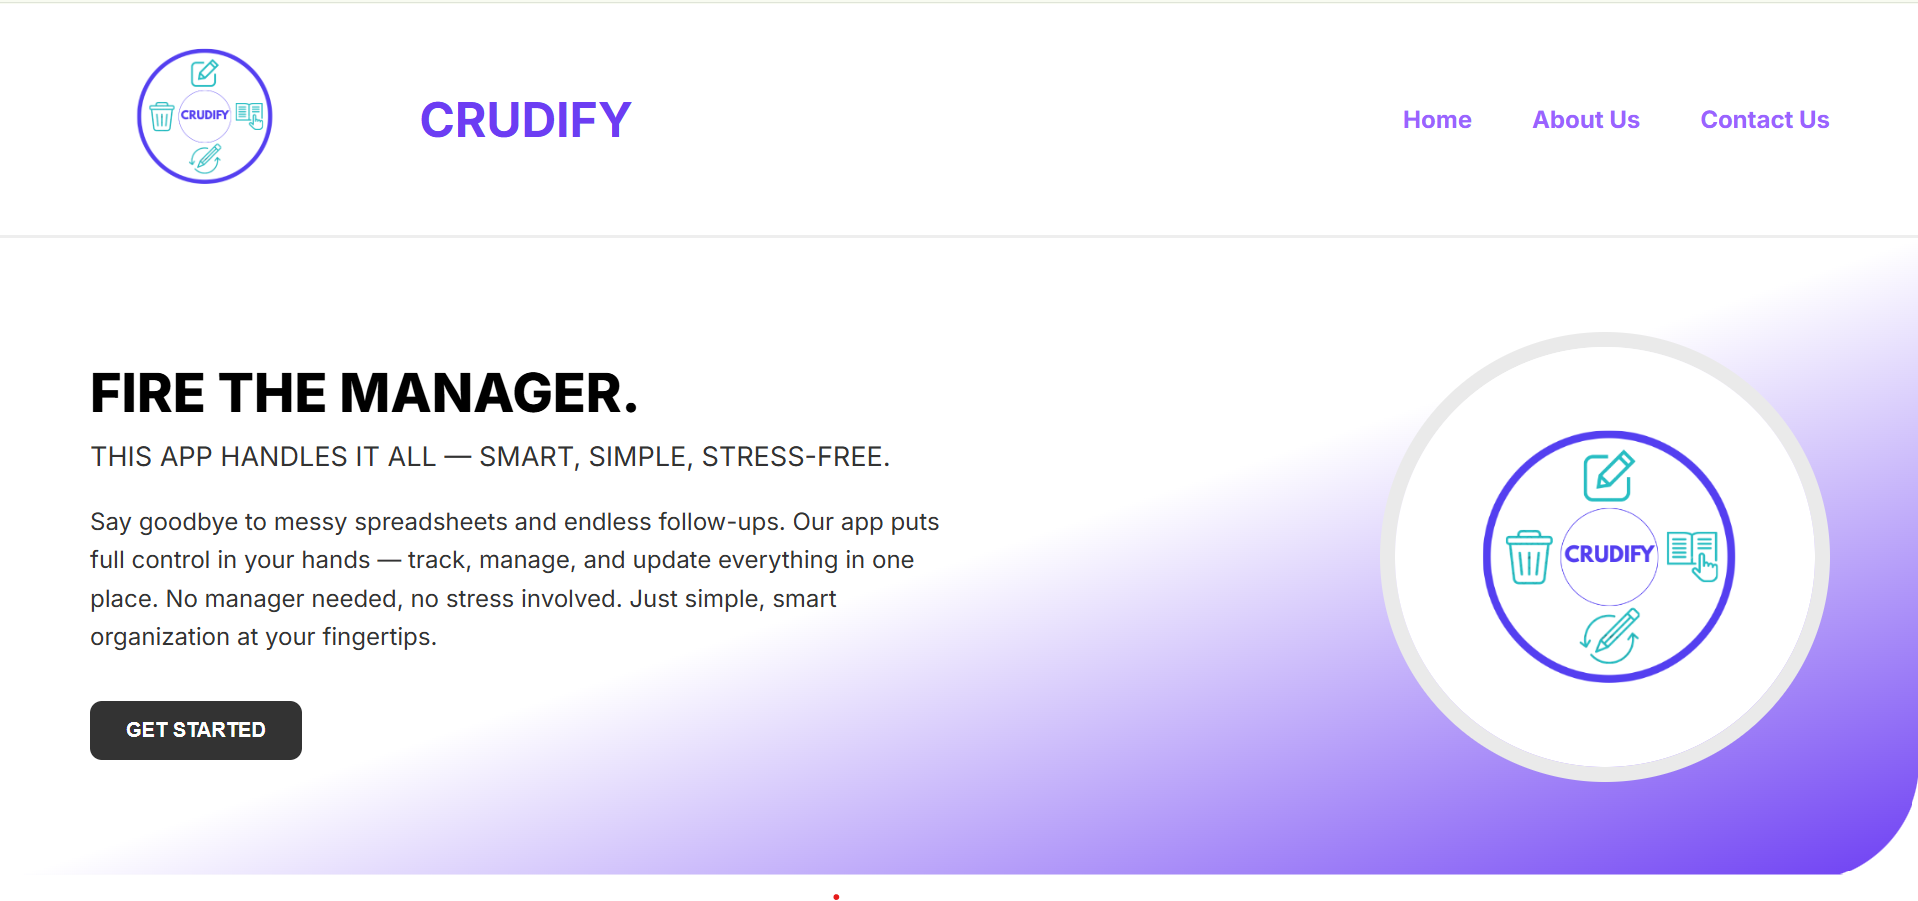 CRUDIFY
CRUDIFY
Home
About Us
Contact Us
FIRE THE MANAGER.
THIS APP HANDLES IT ALL — SMART, SIMPLE, STRESS-FREE.
Say goodbye to messy spreadsheets and endless follow-ups. Our app puts
full control in your hands — track, manage, and update everything in one
place. No manager needed, no stress involved. Just simple, smart
organization at your fingertips.
GET STARTED
CRUDIFY